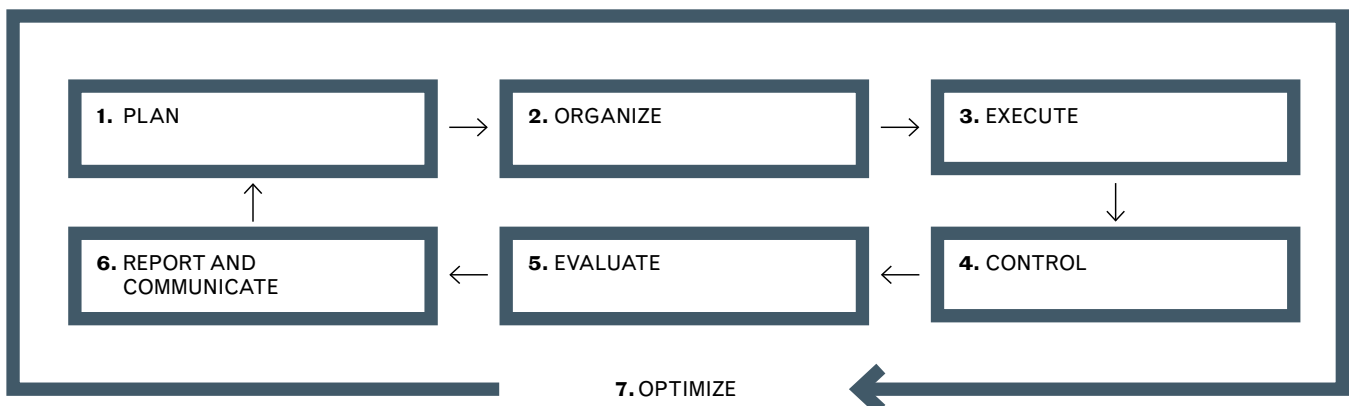 1. PLAN
2. ORGANIZE
3. EXECUTE
4. CONTROL
5. EVALUATE
6. REPORT AND
COMMUNICATE
7. OPTIMIZE